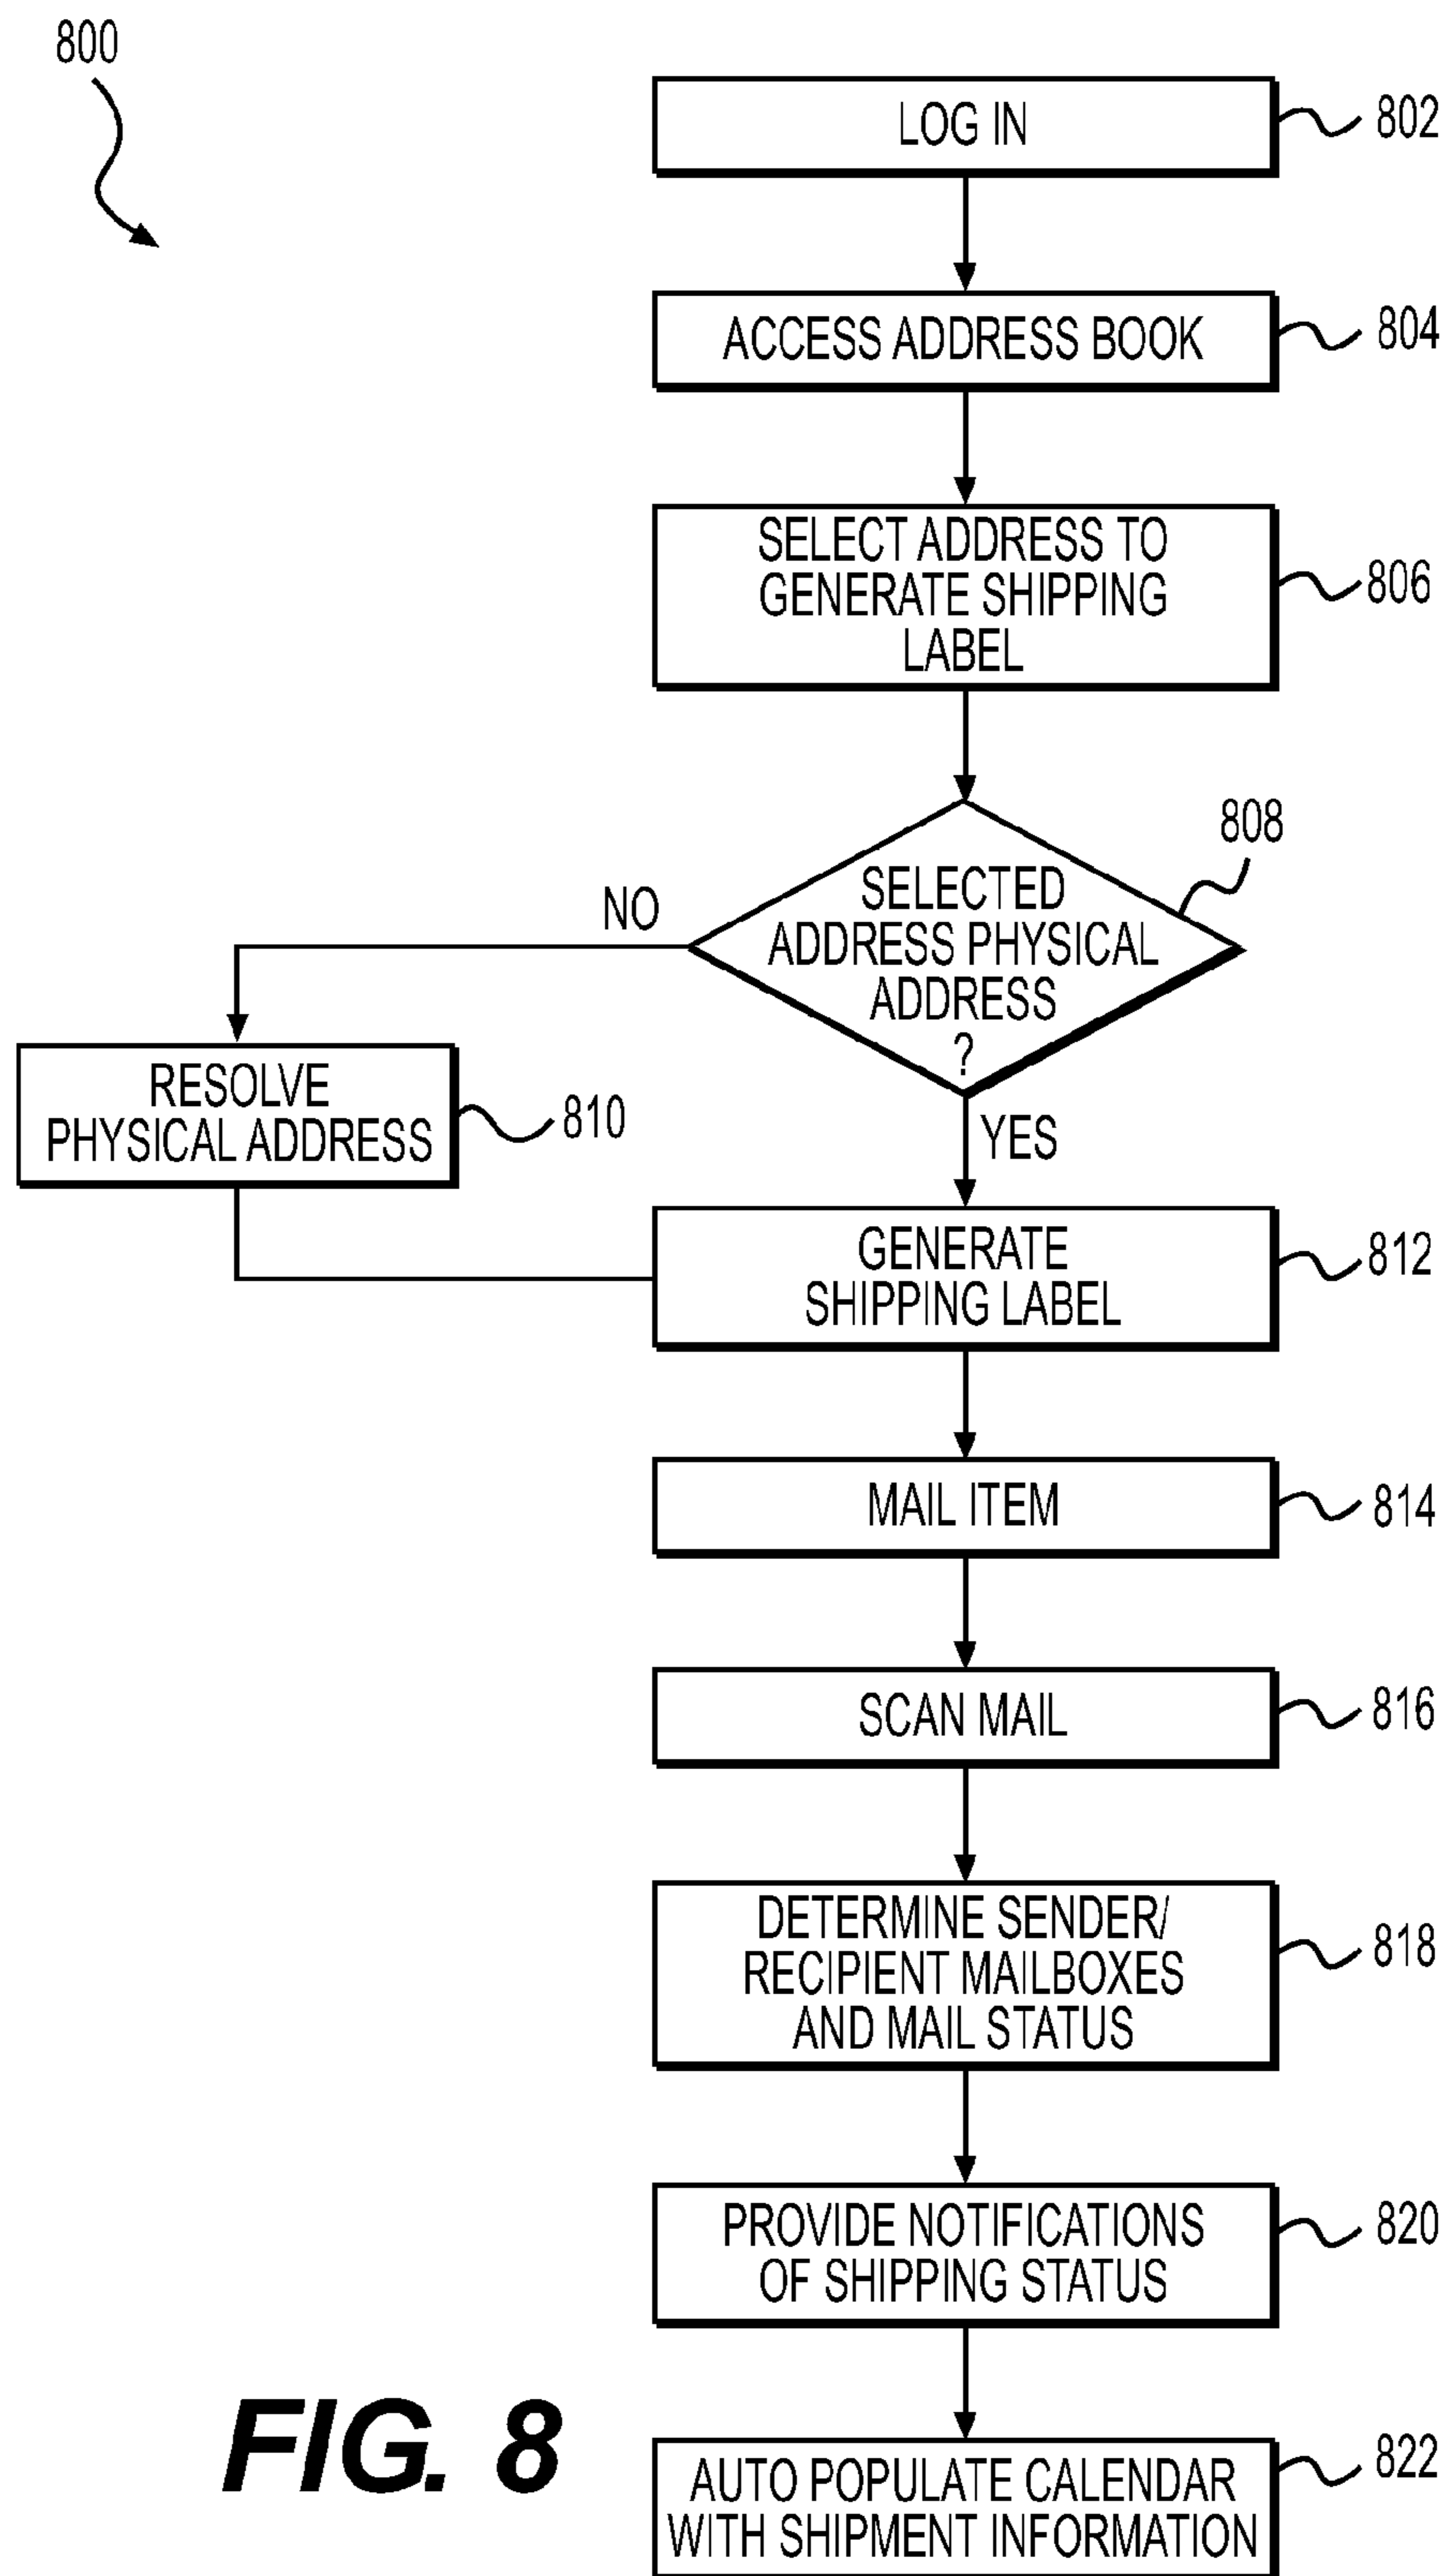 800
LOG IN
802
ACCESS ADDRESS BOOK
804
SELECT ADDRESS TO
GENERATE SHIPPING
LABEL
806
808
SELECTED
ADDRESS PHYSICAL
ADDRESS
?
NO
YES
RESOLVE
PHYSICAL ADDRESS
810
GENERATE
SHIPPING LABEL
812
MAIL ITEM
814
SCAN MAIL
816
DETERMINE SENDER/
RECIPIENT MAILBOXES
AND MAIL STATUS
818
PROVIDE NOTIFICATIONS
OF SHIPPING STATUS
820
AUTO POPULATE CALENDAR
WITH SHIPMENT INFORMATION
822
FIG. 8